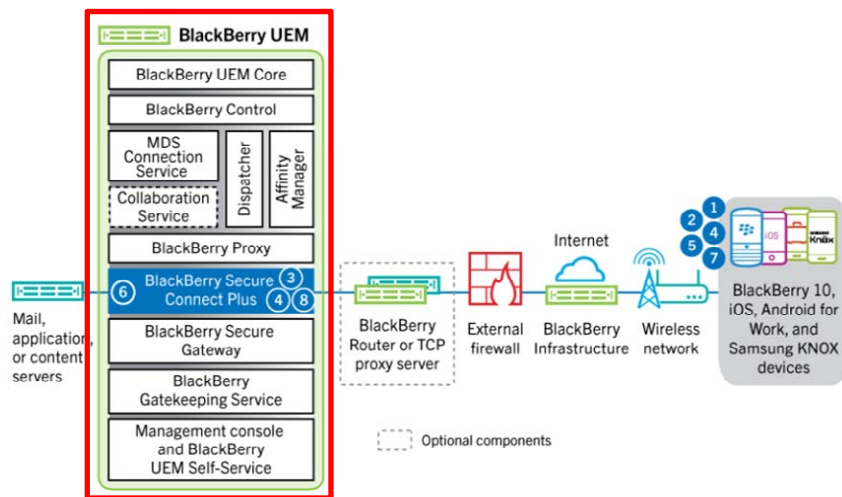 BlackBerry UEM
BlackBerry UEM Core
BlackBerry Control
MDS
Connection
Service
Collaboration
Service
Dispatcher
Affinity
Manager
BlackBerry Proxy
6
BlackBerry Secure
Connect Plus
3
4
8
BlackBerry Secure
Gateway
BlackBerry
Gatekeeping Service
Management console
and BlackBerry
UEM Self-Service
Mail,
application,
or content
servers
BlackBerry
Router or TCP
proxy server
External
firewall
Internet
BlackBerry
Infrastructure
Wireless
network
1
2
4
5
7
iOS
SAMSUNG
Knox
BlackBerry 10,
iOS, Android for
Work, and
Samsung KNOX
devices
Optional components